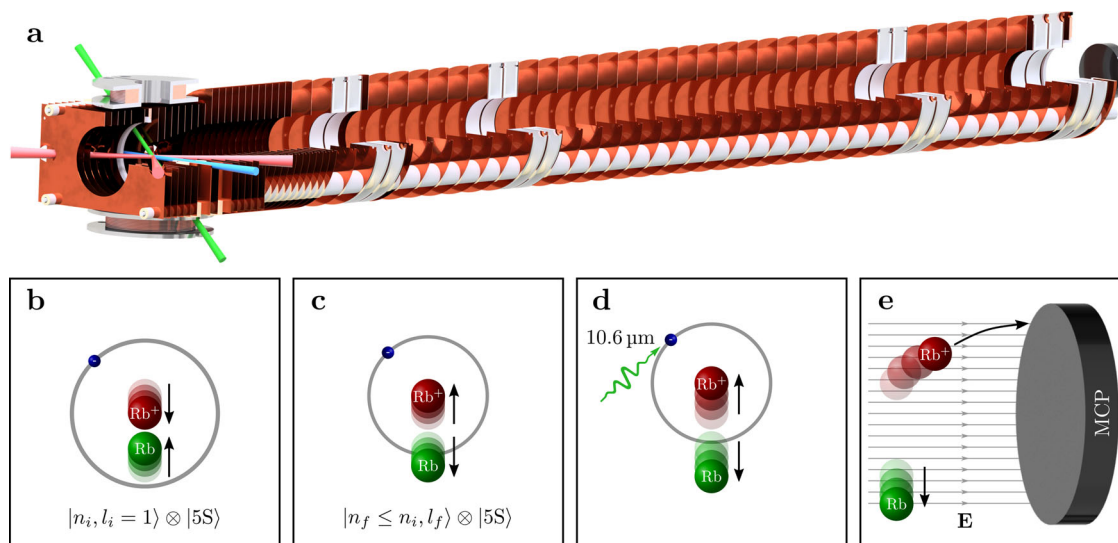 a
b
Rb⁺
Rb
|n_i, l_i = 1⟩ ⊗ |5S⟩
c
Rb⁺
Rb
|n_f ≤ n_i, l_f⟩ ⊗ |5S⟩
d
10.6 µm
Rb⁺
Rb
e
Rb⁺
Rb
E
MCP